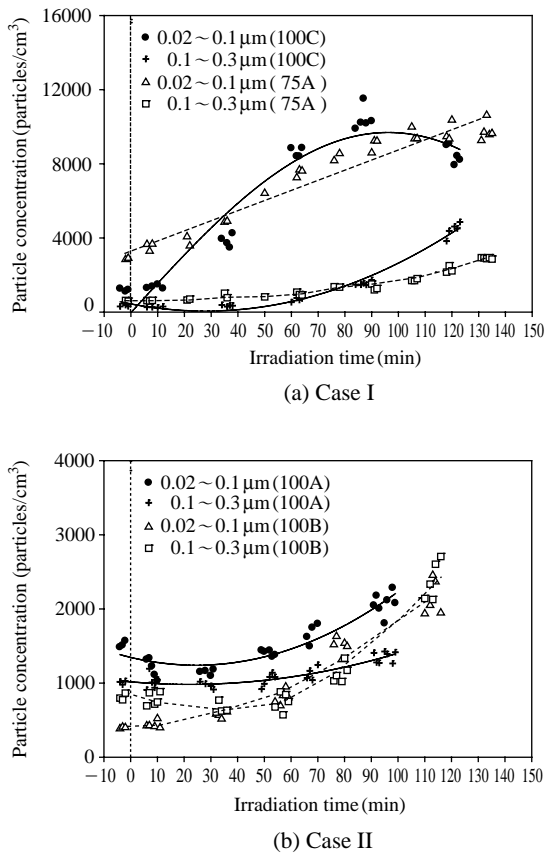 16000
12000
8000
4000
0
Particle concentration (particles/cm³)
0.02~0.1μm(100C)
0.1~0.3μm(100C)
0.02~0.1μm( 75A)
0.1~0.3μm( 75A)
−10 0 10 20 30 40 50 60 70 80 90 100 110 120 130 140
Irradiation time (min)
(a) Case I
4000
3000
2000
1000
0
Particle concentration (particles/cm³)
0.02~0.1μm(100A)
0.1~0.3μm(100A)
0.02~0.1μm(100B)
0.1~0.3μm(100B)
−10 0 10 20 30 40 50 60 70 80 90 100 110 120 130 135
Irradiation time (min)
(b) Case II